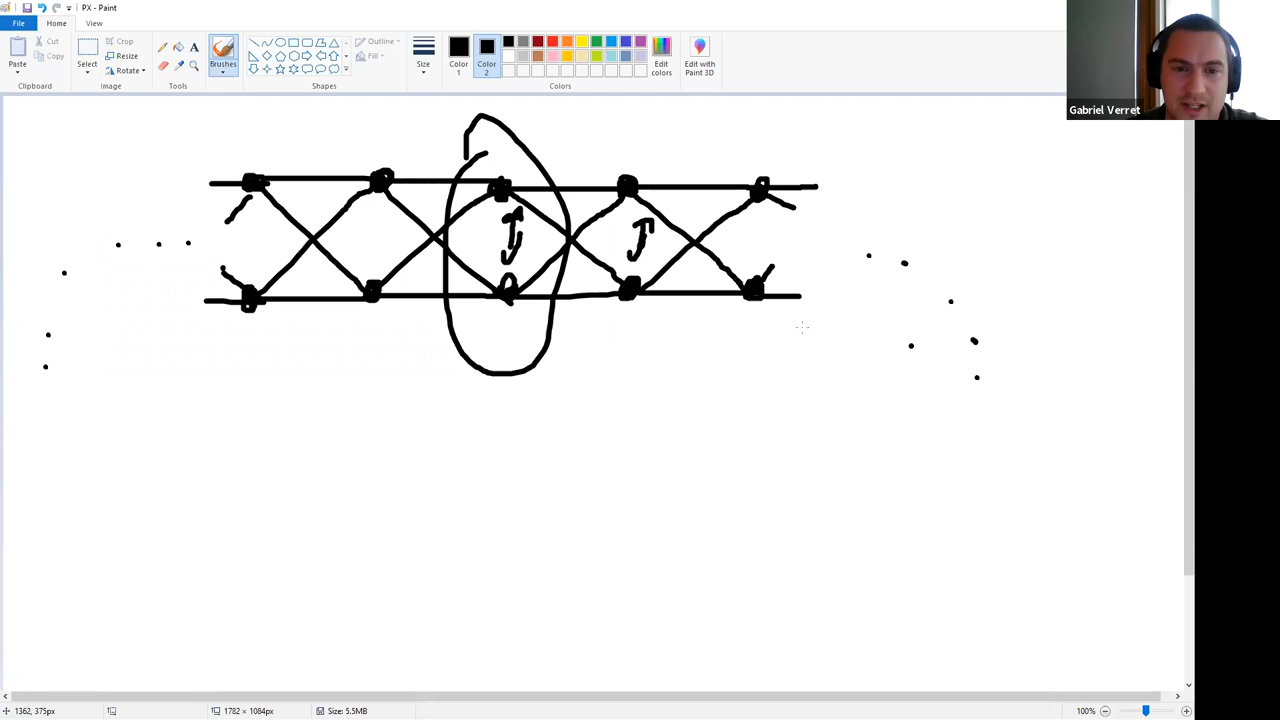 PX - Paint
File Home View
Paste Cut Copy Clipboard
Select Crop Resize Rotate Image
Tools
Brushes
Shapes Outline Fill
Size
Color 1 Color 2
Edit colors
Edit with Paint 3D
Colors
Gabriel Verret
1362, 375px
1782 × 1084px
Size: 5.5MB
100%